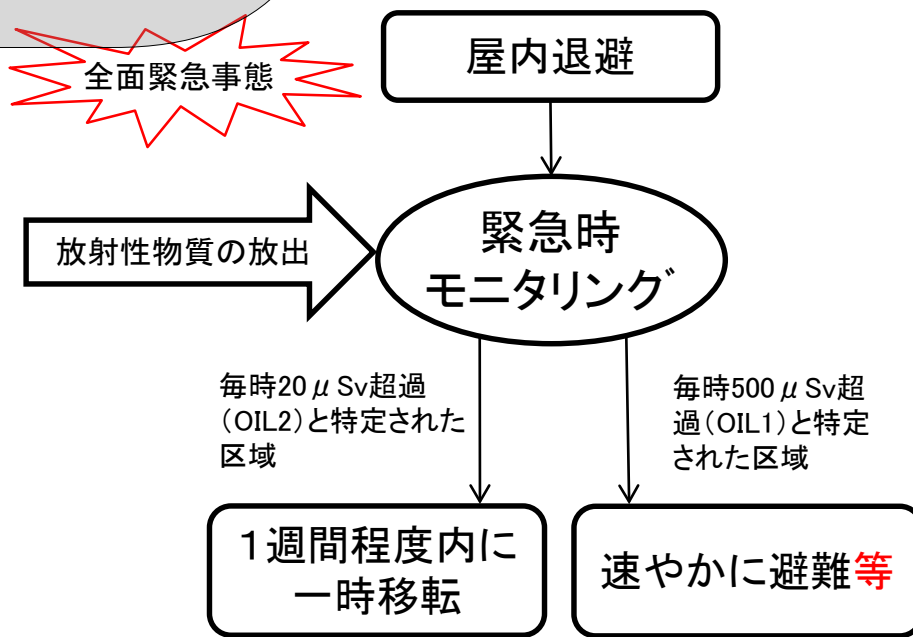 全面緊急事態
屋内退避
放射性物質の放出
緊急時
モニタリング
毎時20μSv超過
(OIL2)と特定された
区域
毎時500μSv超
過(OIL1)と特定
された区域
1週間程度内に
一時移転
速やかに避難等